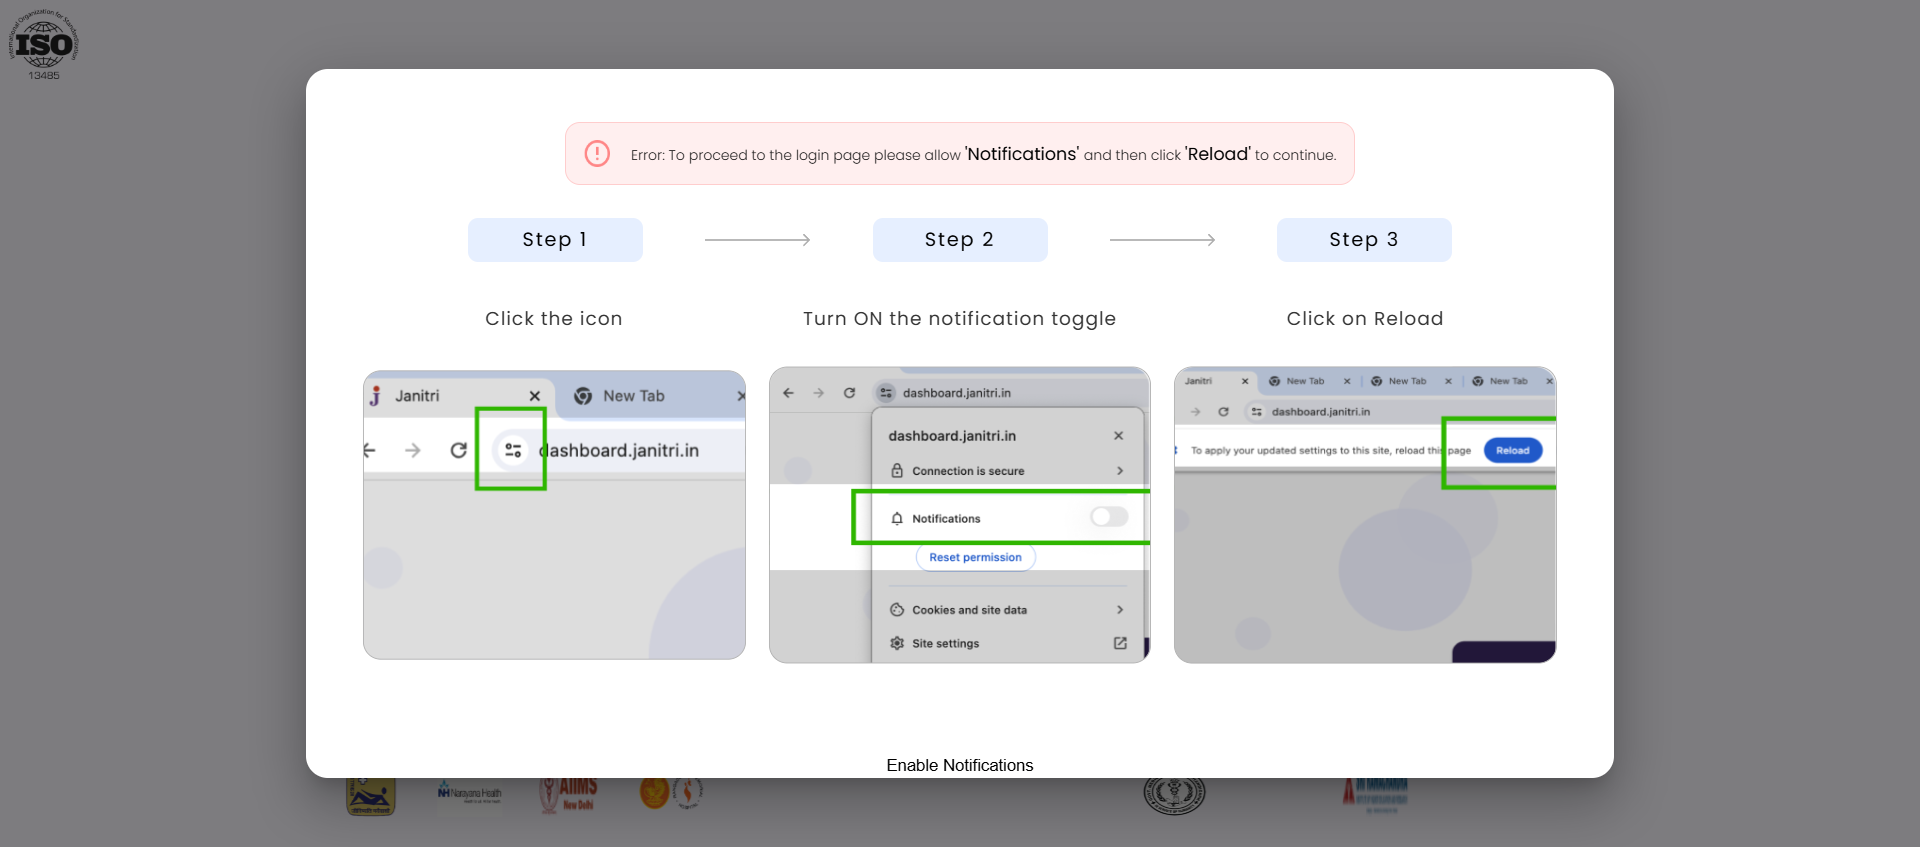 International Organization for Standardization
ISO
13485
Error: To proceed to the login page please allow 'Notifications' and then click 'Reload' to continue.
Step 1
Step 2
Step 3
Click the icon
Turn ON the notification toggle
Click on Reload
Janitri
New Tab
dashboard.janitri.in
dashboard.janitri.in
dashboard.janitri.in
Connection is secure
Notifications
Reset permission
Cookies and site data
Site settings
Janitri
New Tab
New Tab
New Tab
dashboard.janitri.in
To apply your updated settings to this site, reload this page
Reload
Enable Notifications
NH Narayana Health
AIIMS
New Delhi